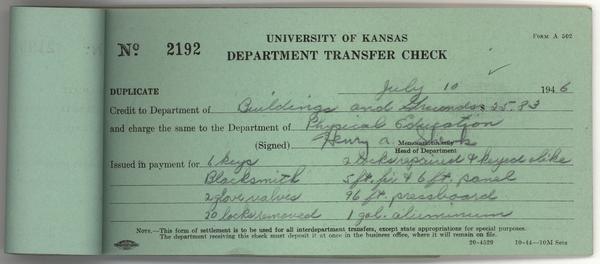 UNIVERSITY OF KANSAS
FORM A 502
No 2192
DEPARTMENT TRANSFER CHECK
DUPLICATE
July 10 1946
Credit to Department of Buildings and Grounds $ 25.83
and charge the same to the Department of Physical Education
(Signed) Henry A. Shenk
Head of Department
Issued in payment for 6 keys
2 locks repaired & keyed alike
Blacksmith
5 ft. fir & 6 ft. panel
2 glove valves
96 ft. pressboard
20 locks removed
1 gal. aluminum
NOTE.—This form of settlement is to be used for all interdepartment transfers, except state appropriations for special purposes.
The department receiving this check must deposit it at once in the business office, where it will remain on file.
20-4529 10-44—10M Sets